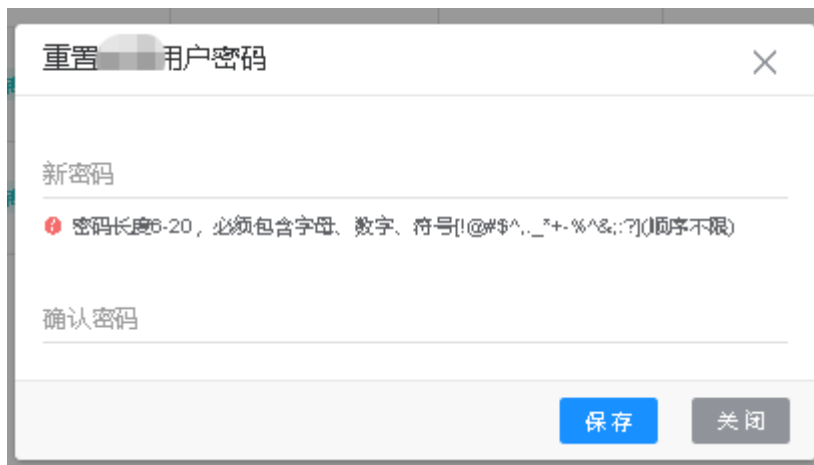 重置 用户密码
新密码
密码长度6-20，必须包含字母、数字、符号[!@#$^,._*+-%^&;:?](顺序不限)
确认密码
保存 关闭